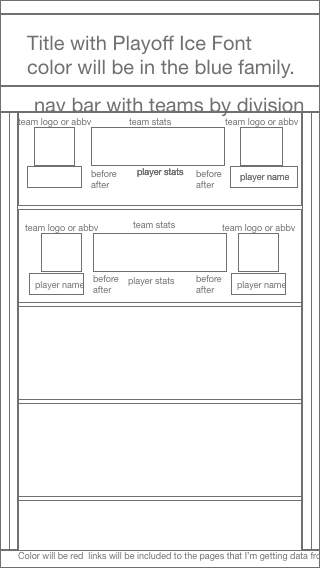 Title with Playoff Ice Font
color will be in the blue family.
nav bar with teams by division
team logo or abbv team stats team logo or abbv
before player stats before player name
after after
team logo or abbv team stats team logo or abbv
player name before player stats before player name
after after
Color will be red links will be included to the pages that I'm getting data fro